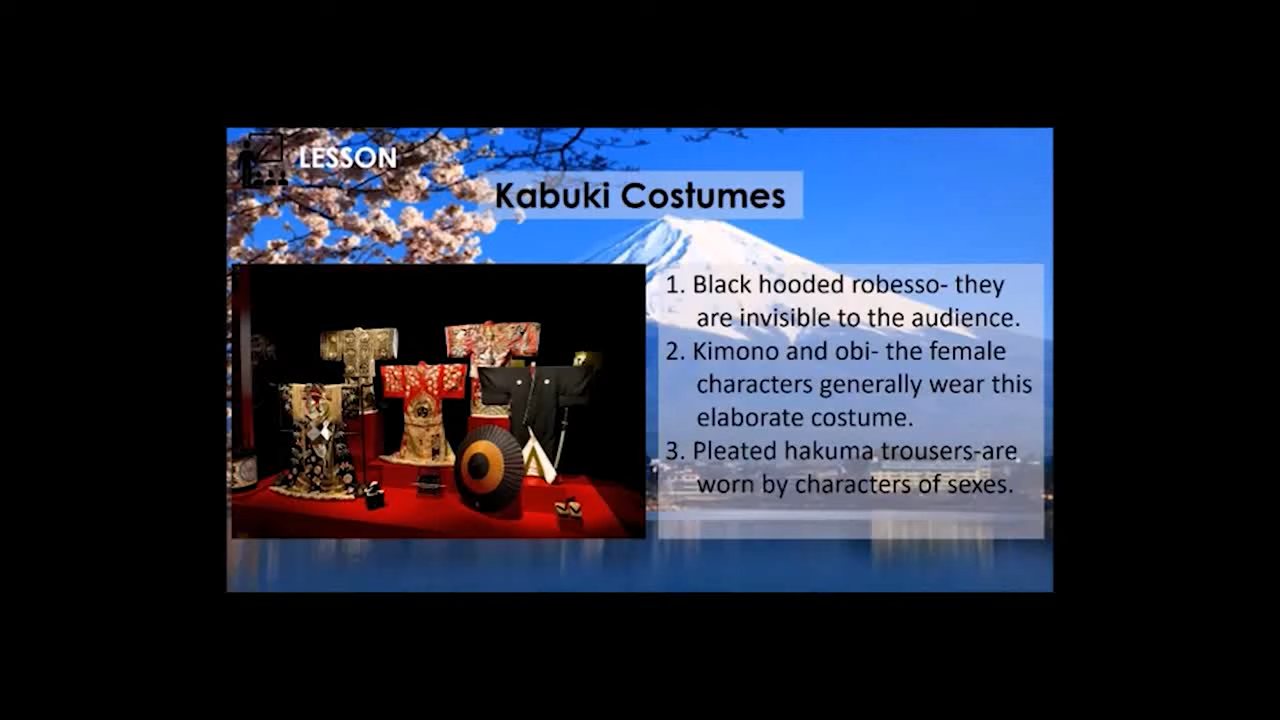 LESSON
Kabuki Costumes
1. Black hooded robesso- they
are invisible to the audience.
2. Kimono and obi- the female
characters generally wear this
elaborate costume.
3. Pleated hakuma trousers-are
worn by characters of sexes.